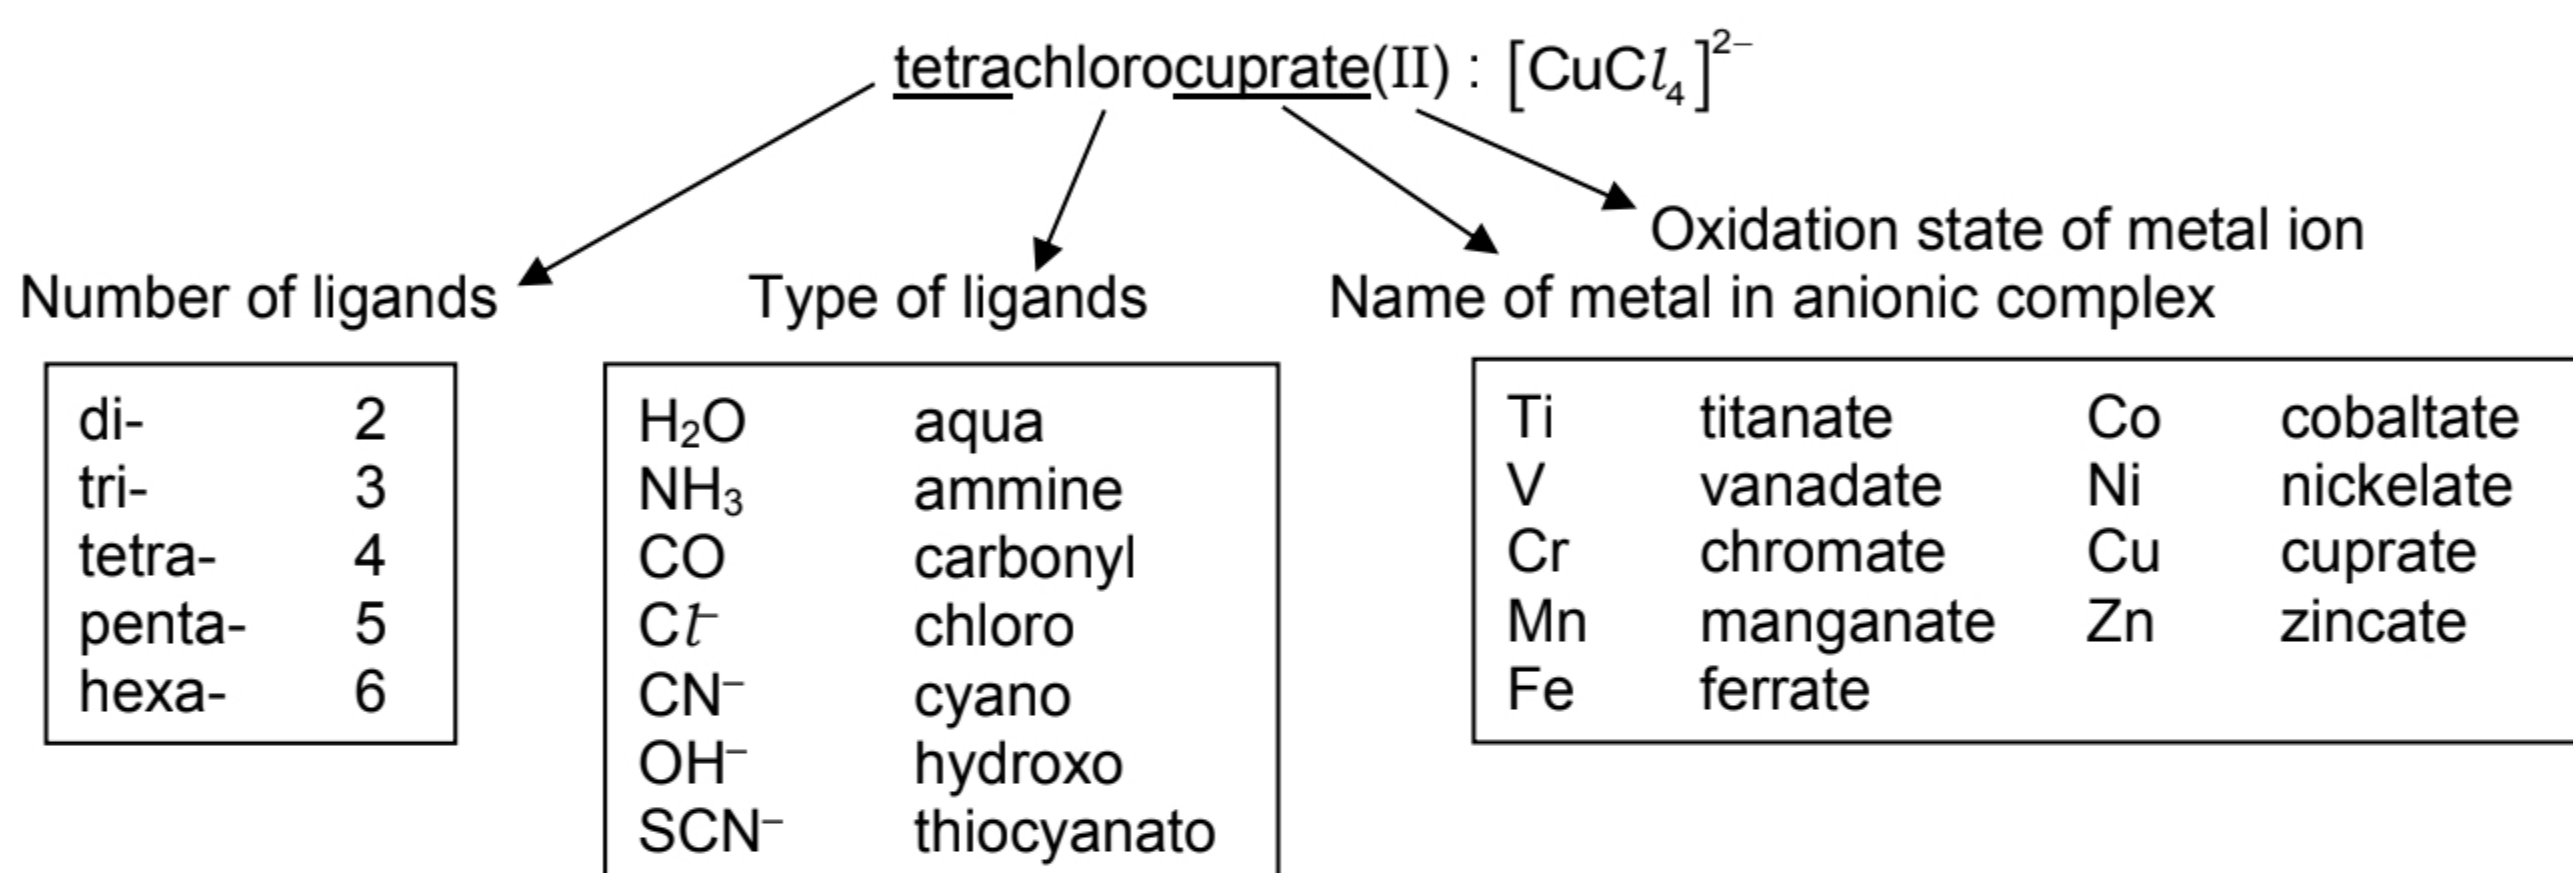 tetrachlorocuprate(II) : [CuCl₄]²⁻
Oxidation state of metal ion
Number of ligands
Type of ligands
Name of metal in anionic complex
di- 2
tri- 3
tetra- 4
penta- 5
hexa- 6
H₂O aqua
NH₃ ammine
CO carbonyl
Cl⁻ chloro
CN⁻ cyano
OH⁻ hydroxo
SCN⁻ thiocyanato
Ti titanate Co cobaltate
V vanadate Ni nickelate
Cr chromate Cu cuprate
Mn manganate Zn zincate
Fe ferrate